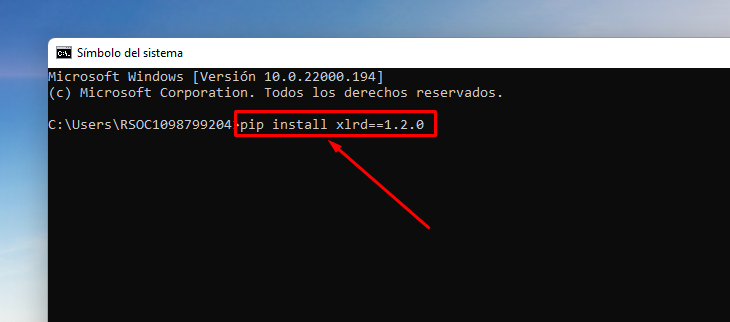 Símbolo del sistema
Microsoft Windows [Versión 10.0.22000.194]
(c) Microsoft Corporation. Todos los derechos reservados.
C:\Users\RSOC1098799204>pip install xlrd==1.2.0